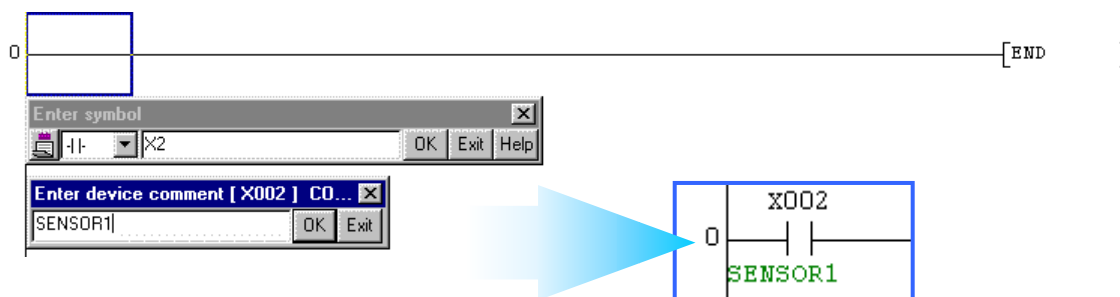 0 [END
Enter symbol
X2 OK Exit Help
Enter device comment [ X002 ] CO...
SENSOR1 OK Exit
X002
0
SENSOR1